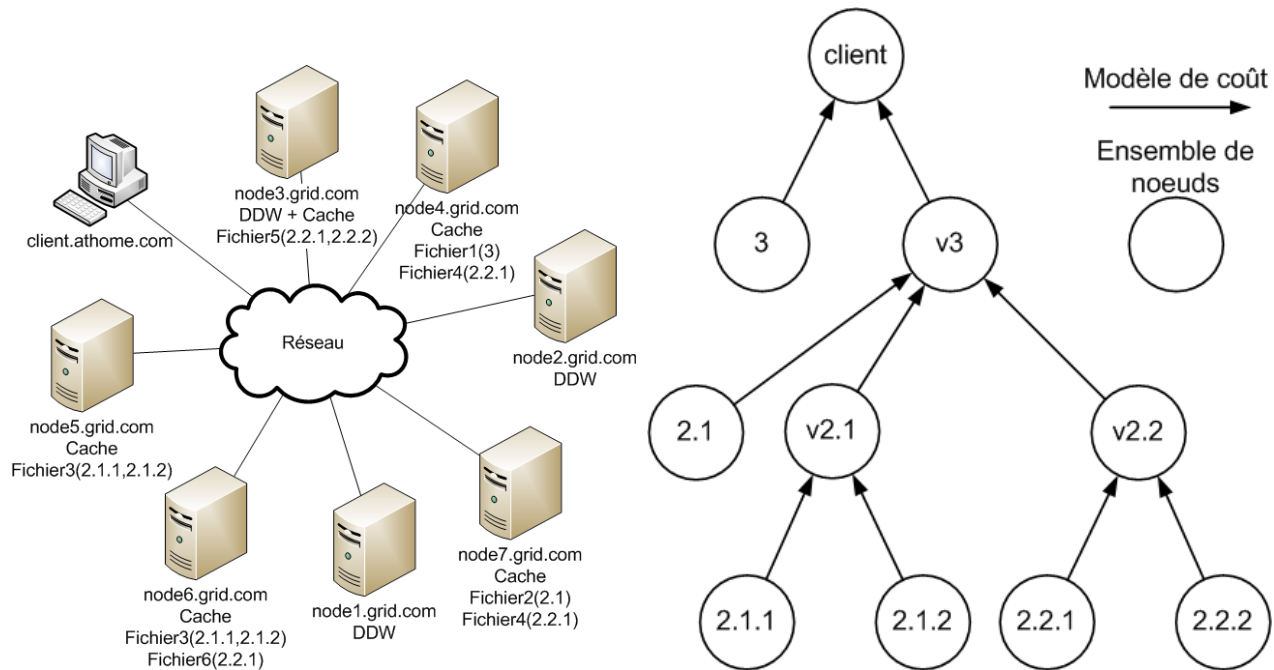 client.athome.com
node3.grid.com
DDW + Cache
Fichier5(2.2.1,2.2.2)
node4.grid.com
Cache
Fichier1(3)
Fichier4(2.2.1)
node2.grid.com
DDW
Réseau
node5.grid.com
Cache
Fichier3(2.1.1,2.1.2)
node6.grid.com
Cache
Fichier3(2.1.1,2.1.2)
Fichier6(2.2.1)
node1.grid.com
DDW
node7.grid.com
Cache
Fichier2(2.1)
Fichier4(2.2.1)
client
Modèle de coût
Ensemble de
noeuds
3
v3
2.1
v2.1
v2.2
2.1.1
2.1.2
2.2.1
2.2.2